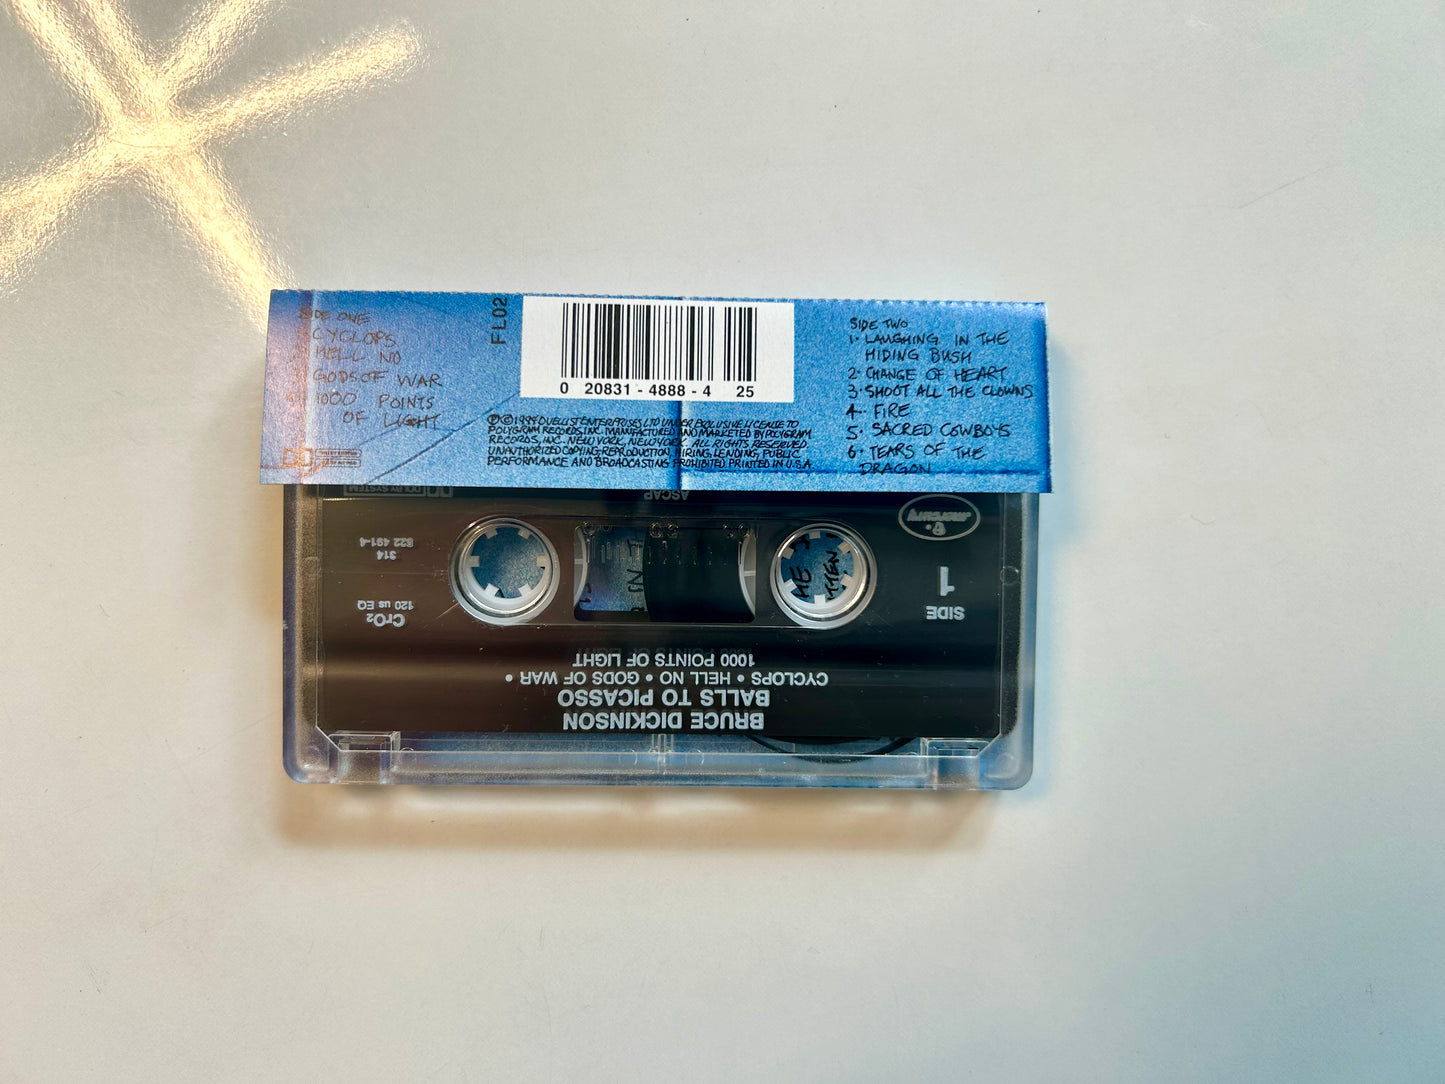 SIDE ONE
CYCLOPS
HELL NO
GODS OF WAR
1000 POINTS
OF LIGHT
FL02
0 20831 - 4888 - 4 25
℗©1994 DUELLIST ENTERPRISES LTD UNDER EXCLUSIVE LICENSE TO
POLYGRAM RECORDS, INC. MANUFACTURED AND MARKETED BY POLYGRAM
RECORDS, INC. NEW YORK, NEW YORK. ALL RIGHTS RESERVED.
UNAUTHORIZED COPYING, REPRODUCTION, HIRING, LENDING, PUBLIC
PERFORMANCE AND BROADCASTING PROHIBITED. PRINTED IN U.S.A
SIDE TWO
1. LAUGHING IN THE
HIDING BUSH
2. CHANGE OF HEART
3. SHOOT ALL THE CLOWNS
4. FIRE
5. SACRED COWBOYS
6. TEARS OF THE
DRAGON
BRUCE DICKINSON
BALLS TO PICASSO
CYCLOPS • HELL NO • GODS OF WAR •
1000 POINTS OF LIGHT
SIDE
1
CrO2
120 us EQ
314
522 491-4
mercury
ASCAP
DOLBY SYSTEM